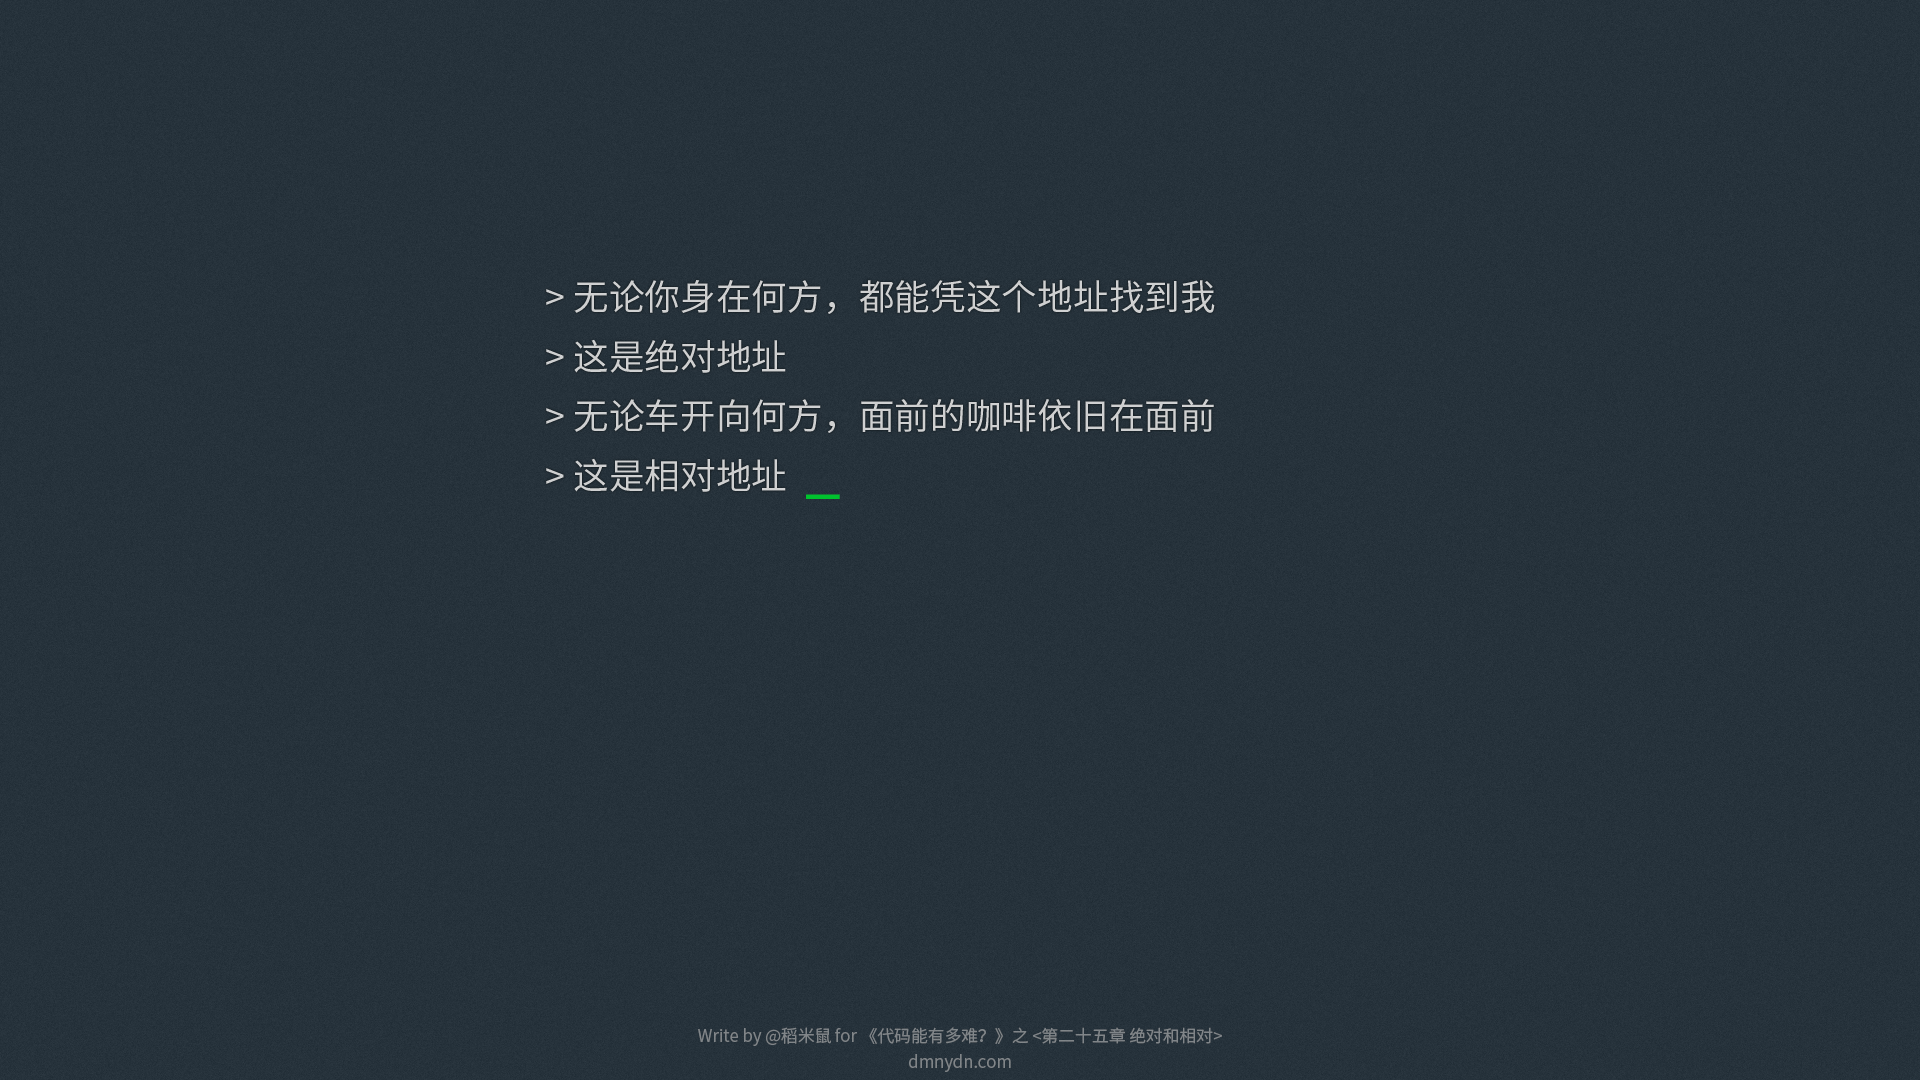 > 无论你身在何方，都能凭这个地址找到我
> 这是绝对地址
> 无论车开向何方，面前的咖啡依旧在面前
> 这是相对地址 _
Write by @稻米鼠 for 《代码能有多难？》之 <第二十五章 绝对和相对>
dmnydn.com